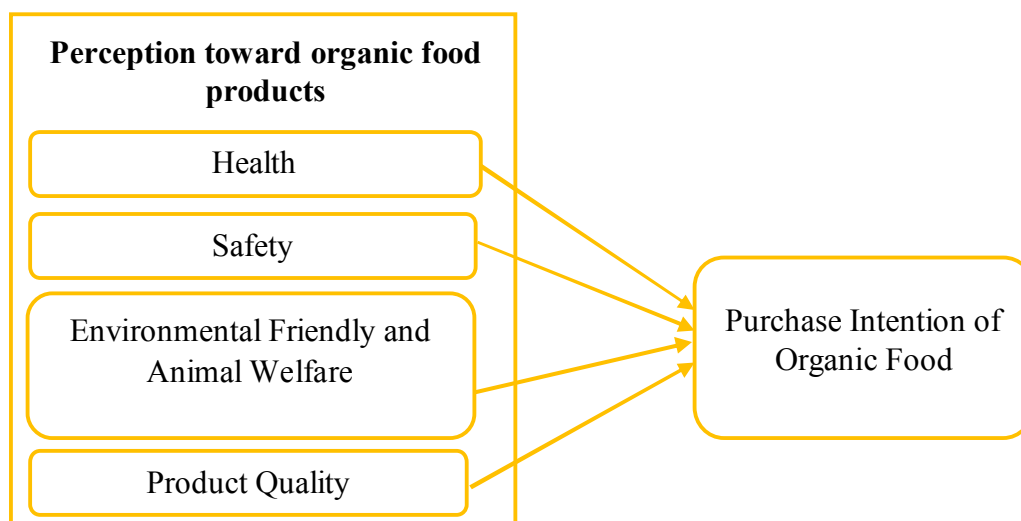 Perception toward organic food
products
Health
Safety
Environmental Friendly and
Animal Welfare
Product Quality
Purchase Intention of
Organic Food